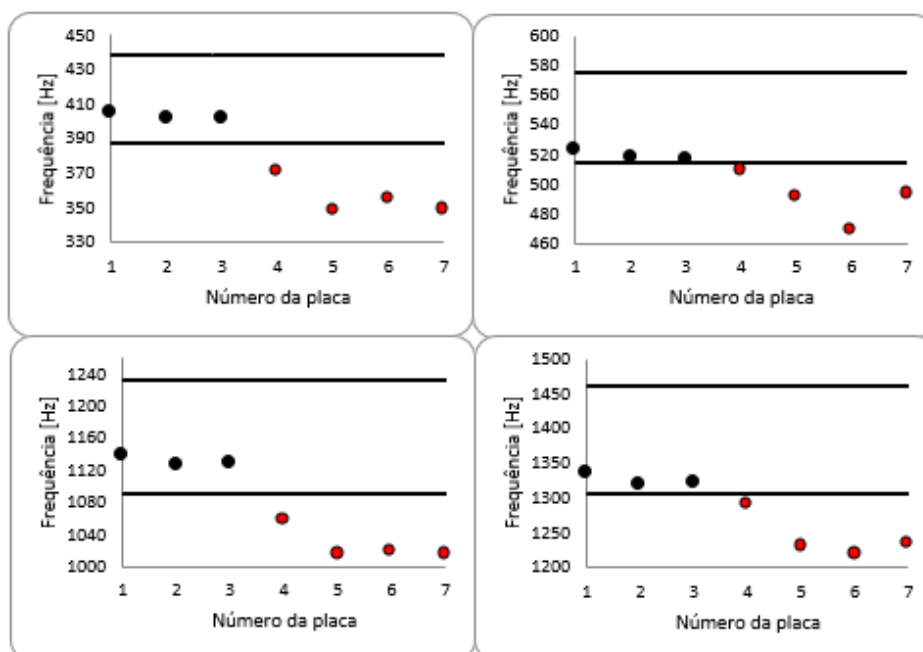 450
430
410
390
370
350
330
Frequência [Hz]
1 2 3 4 5 6 7
Número da placa
600
580
560
540
520
500
480
460
Frequência [Hz]
1 2 3 4 5 6 7
Número da placa
1240
1200
1160
1120
1080
1040
1000
Frequência [Hz]
1 2 3 4 5 6 7
Número da placa
1500
1450
1400
1350
1300
1250
1200
Frequência [Hz]
1 2 3 4 5 6 7
Número da placa